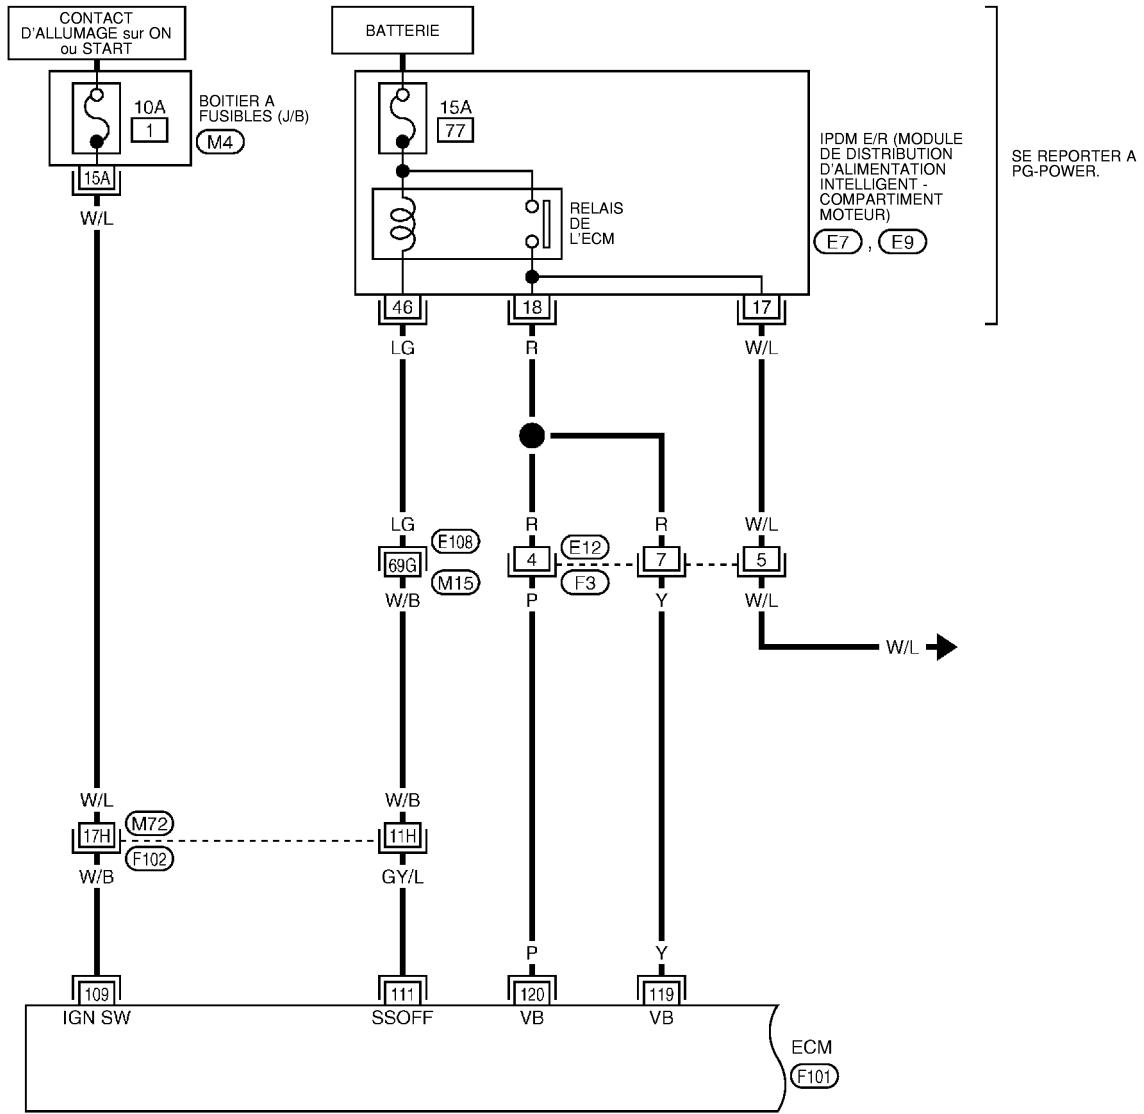 CONTACT
D'ALLUMAGE sur ON
ou START
BATTERIE
10A
1
BOITIER A
FUSIBLES (J/B)
M4
15A
77
IPDM E/R (MODULE
DE DISTRIBUTION
D'ALIMENTATION
INTELLIGENT -
COMPARTIMENT
MOTEUR)
E7 , E9
SE REPORTER A
PG-POWER.
15A
W/L
RELAIS
DE
L'ECM
46
18
17
LG
R
W/L
LG
R
R
W/L
69G
E108
M15
4
E12
F3
7
5
W/B
P
Y
W/L
W/L
W/L
W/B
17H
M72
F102
11H
W/B
GY/L
P
Y
109
111
120
119
IGN SW
SSOFF
VB
VB
ECM
F101